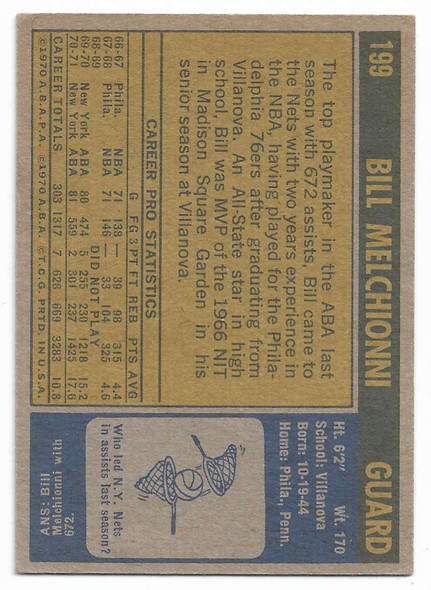 199 BILL MELCHIONNI GUARD
The top playmaker in the ABA last
season with 672 assists, Bill came to
the Nets with two years experience in
the NBA, having played for the Phila-
delphia 76ers after graduating from
Villanova. An All-Star star in high
school, Bill was MVP of the 1966 NIT
in Madison Square Garden in his
senior season at Villanova.
CAREER PRO STATISTICS
G FG 3 PT FT REB PTS AVG
66-67 Phila. NBA 71 138 — 39 98 315 4.4
67-68 Phila. NBA 71 146 — 33 104 325 4.6
68-69 DID NOT PLAY
69-70 New York ABA 80 474 5 255 230 1218 15.2
70-71 New York ABA 81 559 2 301 237 1425 17.6
CAREER TOTALS 303 1317 7 628 669 3283 10.8
©1970 A.B.A.P.A. ©1970 A.B.A. ©T.C.G. PRTD. IN U.S.A.
Ht. 6'2" Wt. 170
School: Villanova
Born: 10-19-44
Home: Phila., Penn.
Who led N.Y. Nets
in assists last season?
ANS: Bill
Melchionni with
672.